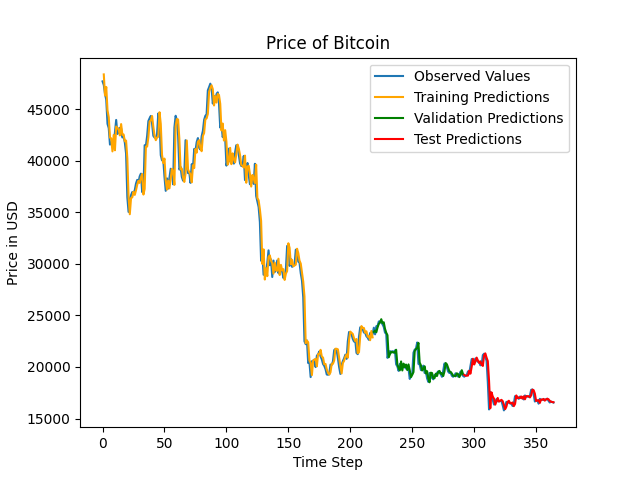 Price of Bitcoin
Observed Values
Training Predictions
Validation Predictions
Test Predictions
Price in USD
45000
40000
35000
30000
25000
20000
15000
0 50 100 150 200 250 300 350
Time Step